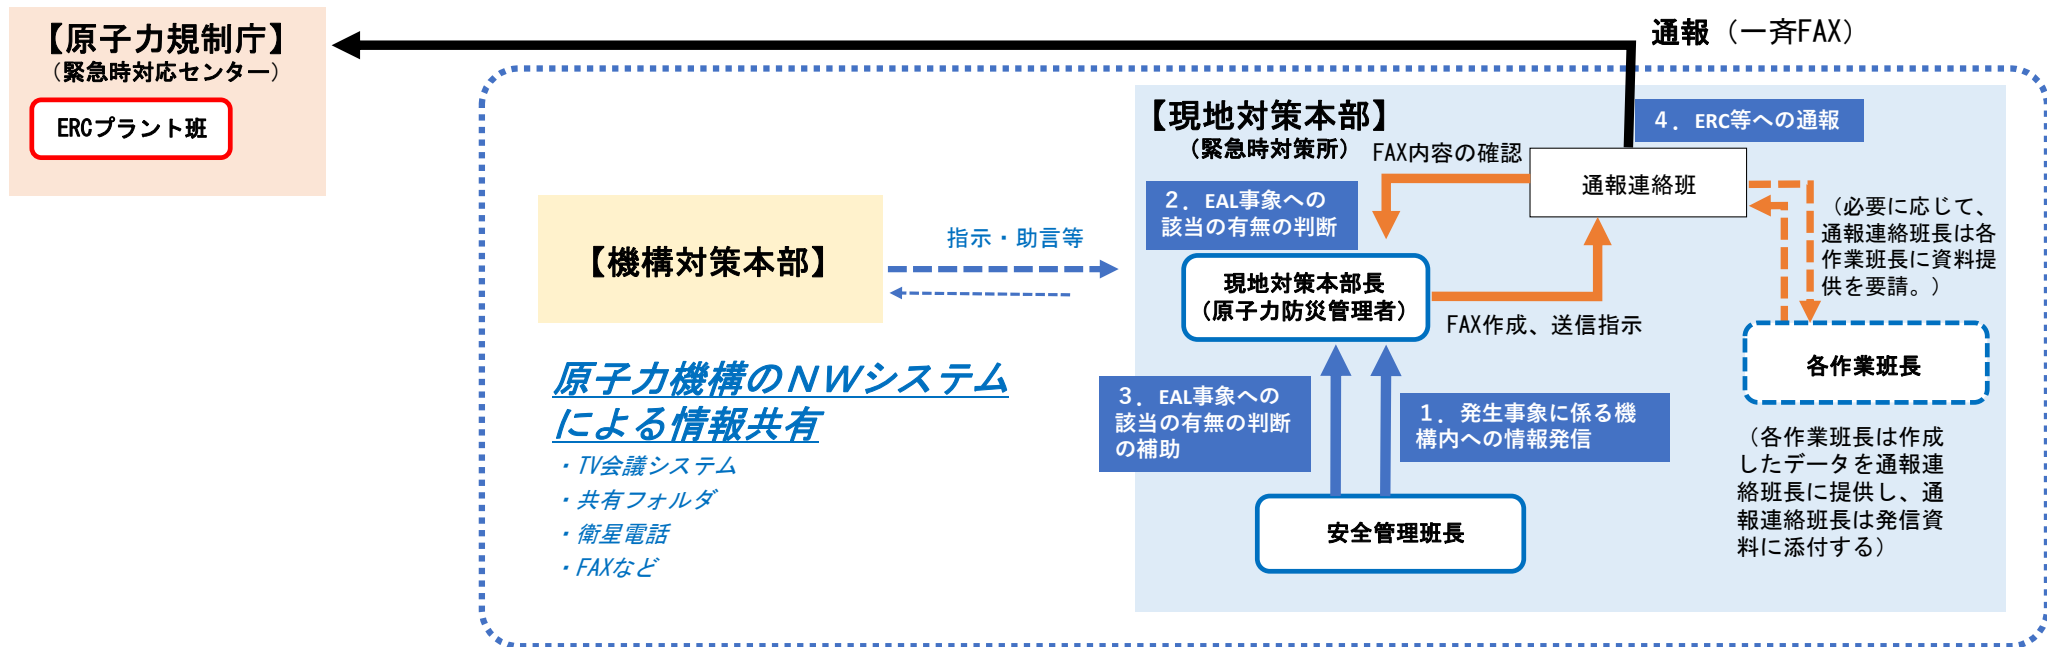 【原子力規制庁】
（緊急時対応センター）
ERCプラント班
通報（一斉FAX）
【現地対策本部】
（緊急時対策所）
４．ERC等への通報
FAX内容の確認
通報連絡班
２．EAL事象への
該当の有無の判断
（必要に応じて、
通報連絡班長は各
作業班長に資料提
供を要請。）
【機構対策本部】
指示・助言等
現地対策本部長
（原子力防災管理者）
FAX作成、送信指示
各作業班長
原子力機構のＮＷシステム
による情報共有
・TV会議システム
・共有フォルダ
・衛星電話
・FAXなど
３．EAL事象への
該当の有無の判断
の補助
１．発生事象に係る機
構内への情報発信
（各作業班長は作成
したデータを通報連
絡班長に提供し、通
報連絡班長は発信資
料に添付する）
安全管理班長